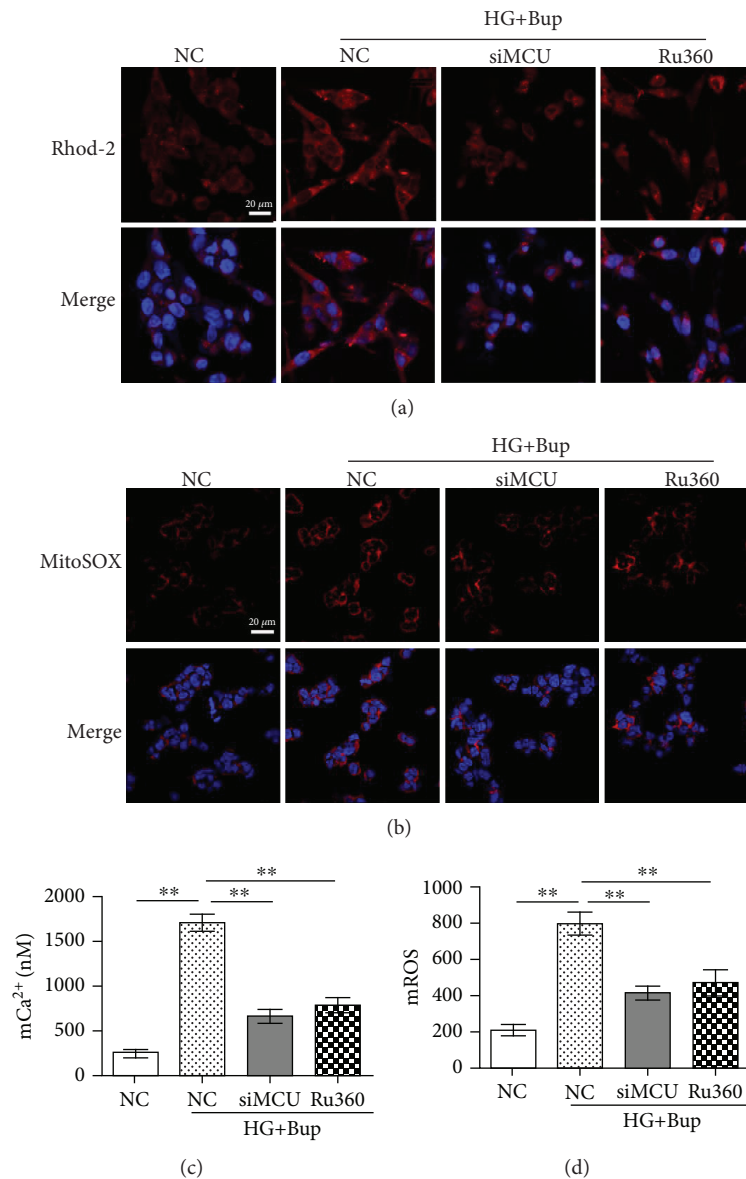 HG+Bup
NC NC siMCU Ru360
Rhod-2
20 μm
Merge
(a)
HG+Bup
NC NC siMCU Ru360
MitoSOX
20 μm
Merge
(b)
mCa²⁺ (nM)
2000
1500
1000
500
0
** ** **
NC NC siMCU Ru360
HG+Bup
(c)
mROS
1000
800
600
400
200
0
** ** **
NC NC siMCU Ru360
HG+Bup
(d)